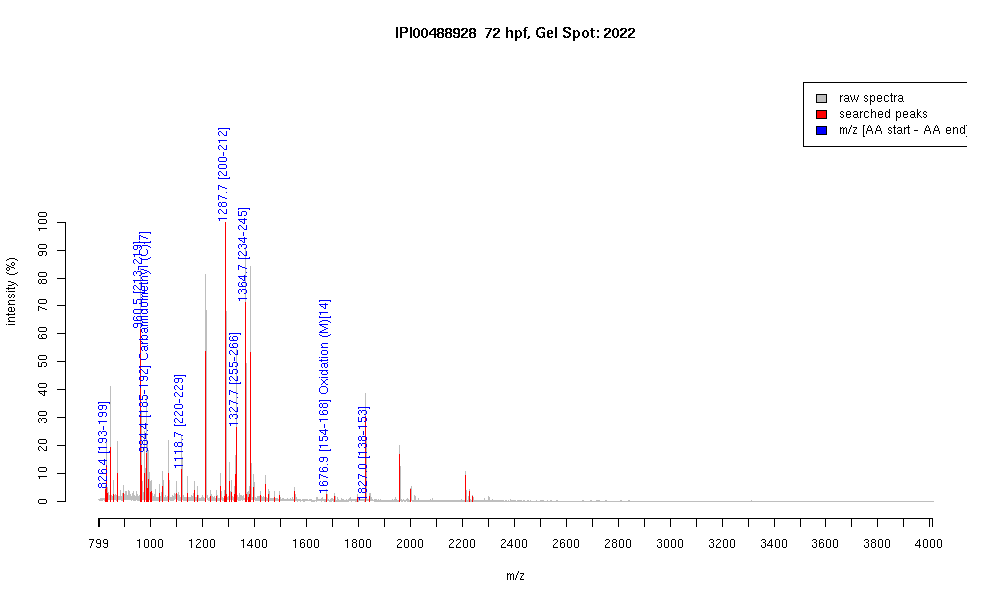 IPI00488928 72 hpf, Gel Spot: 2022
raw spectra
searched peaks
m/z [AA start - AA end]
intensity (%)
100
90
80
70
60
50
40
30
20
10
0
826.4 [193-199]
960.5 [213-219]
984.4 [185-192] Carbamidomethyl (C)[7]
1118.7 [220-229]
1287.7 [200-212]
1327.7 [255-266]
1364.7 [234-245]
1676.9 [154-168] Oxidation (M)[14]
1827.0 [138-153]
799 1000 1200 1400 1600 1800 2000 2200 2400 2600 2800 3000 3200 3400 3600 3800 4000
m/z